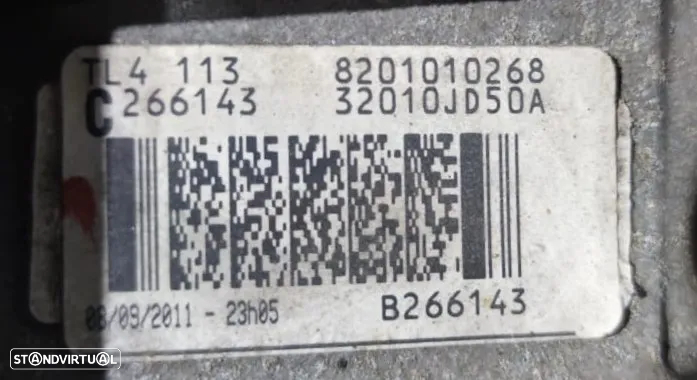 TL4 113 8201010268
C266143 32010JD50A
08/09/2011 - 23h05 B266143
STANDVIRTUAL